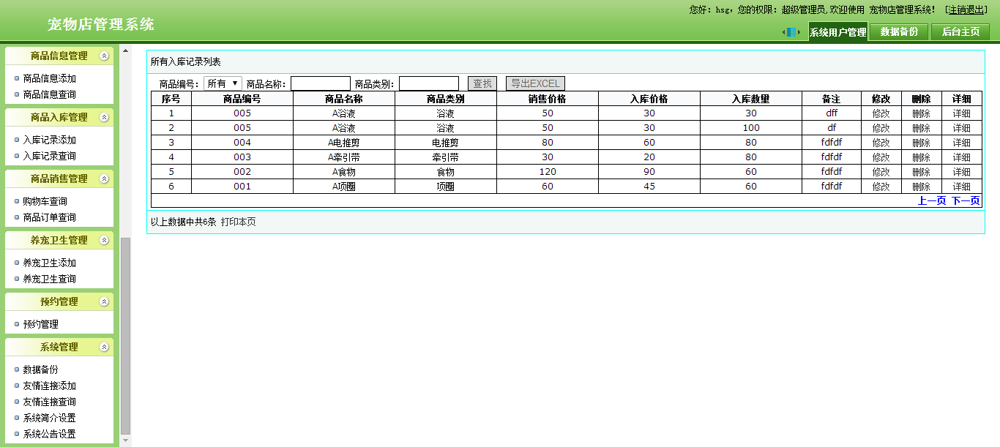 您好：hsg，您的权限：超级管理员,欢迎使用 宠物店管理系统！ [注销退出]
宠物店管理系统
系统用户管理 数据备份 后台主页
商品信息管理
商品信息添加
商品信息查询
商品入库管理
入库记录添加
入库记录查询
商品销售管理
购物车查询
商品订单查询
养宠卫生管理
养宠卫生添加
养宠卫生查询
预约管理
预约管理
系统管理
数据备份
友情连接添加
友情连接查询
系统简介设置
系统公告设置
所有入库记录列表
商品编号： 所有 商品名称： 商品类别： 查找 导出EXCEL
序号 商品编号 商品名称 商品类别 销售价格 入库价格 入库数量 备注 修改 删除 详细
1 005 A浴液 浴液 50 30 30 dff 修改 删除 详细
2 005 A浴液 浴液 50 30 100 df 修改 删除 详细
3 004 A电推剪 电推剪 80 60 80 fdfdf 修改 删除 详细
4 003 A牵引带 牵引带 30 20 80 fdfdf 修改 删除 详细
5 002 A食物 食物 120 90 60 fdfdf 修改 删除 详细
6 001 A项圈 项圈 60 45 60 fdfdf 修改 删除 详细
上一页 下一页
以上数据中共6条 打印本页